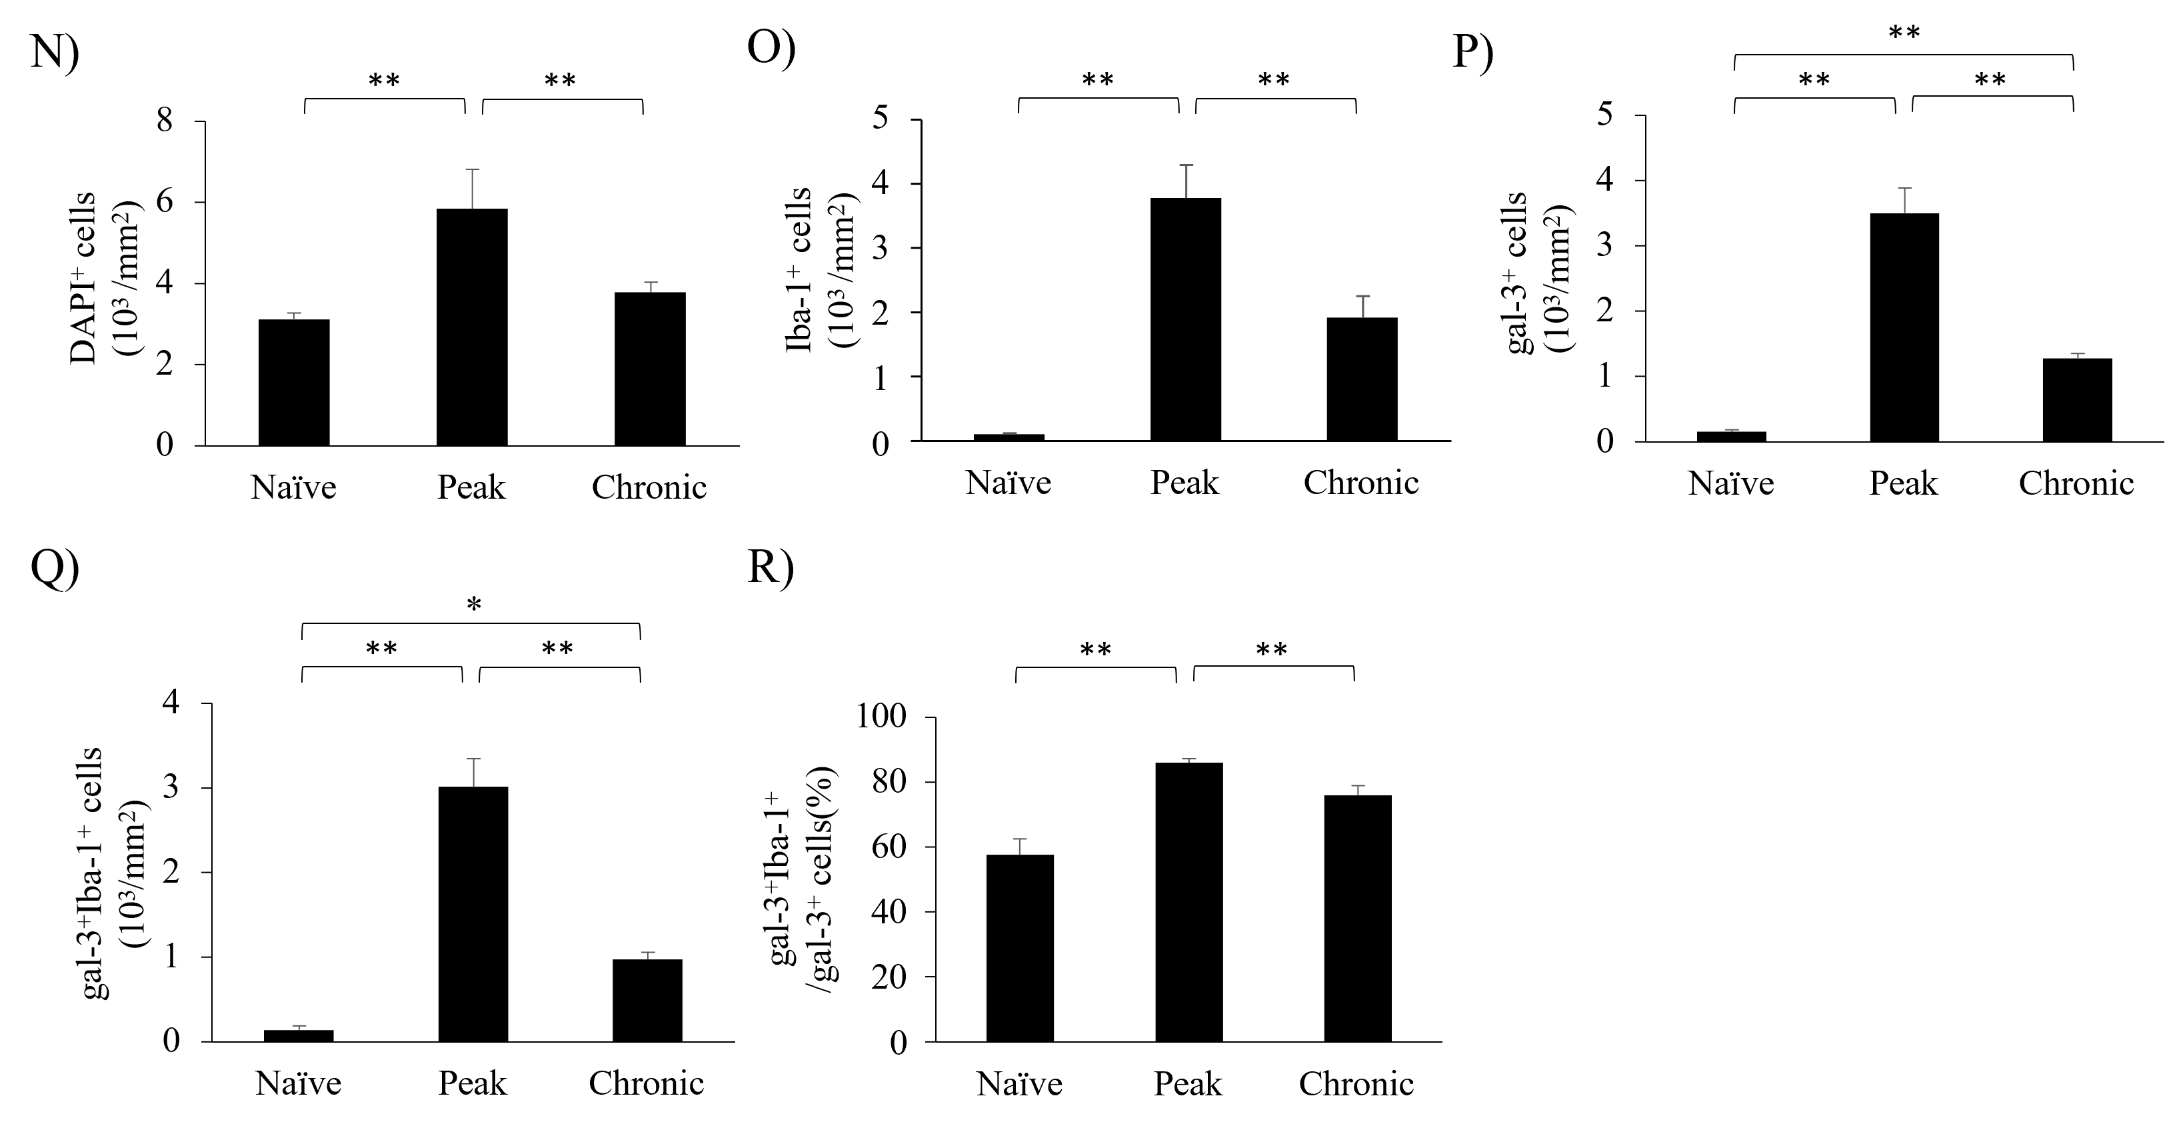 N)
** **
DAPI⁺ cells
(10³ /mm²)
8
6
4
2
0
Naïve Peak Chronic
O)
** **
Iba-1⁺ cells
(10³ /mm²)
5
4
3
2
1
0
Naïve Peak Chronic
P)
**
** **
gal-3⁺ cells
(10³/mm²)
5
4
3
2
1
0
Naïve Peak Chronic
Q)
*
** **
gal-3⁺Iba-1⁺ cells
(10³/mm²)
4
3
2
1
0
Naïve Peak Chronic
R)
** **
gal-3⁺Iba-1⁺
/gal-3⁺ cells(%)
100
80
60
40
20
0
Naïve Peak Chronic